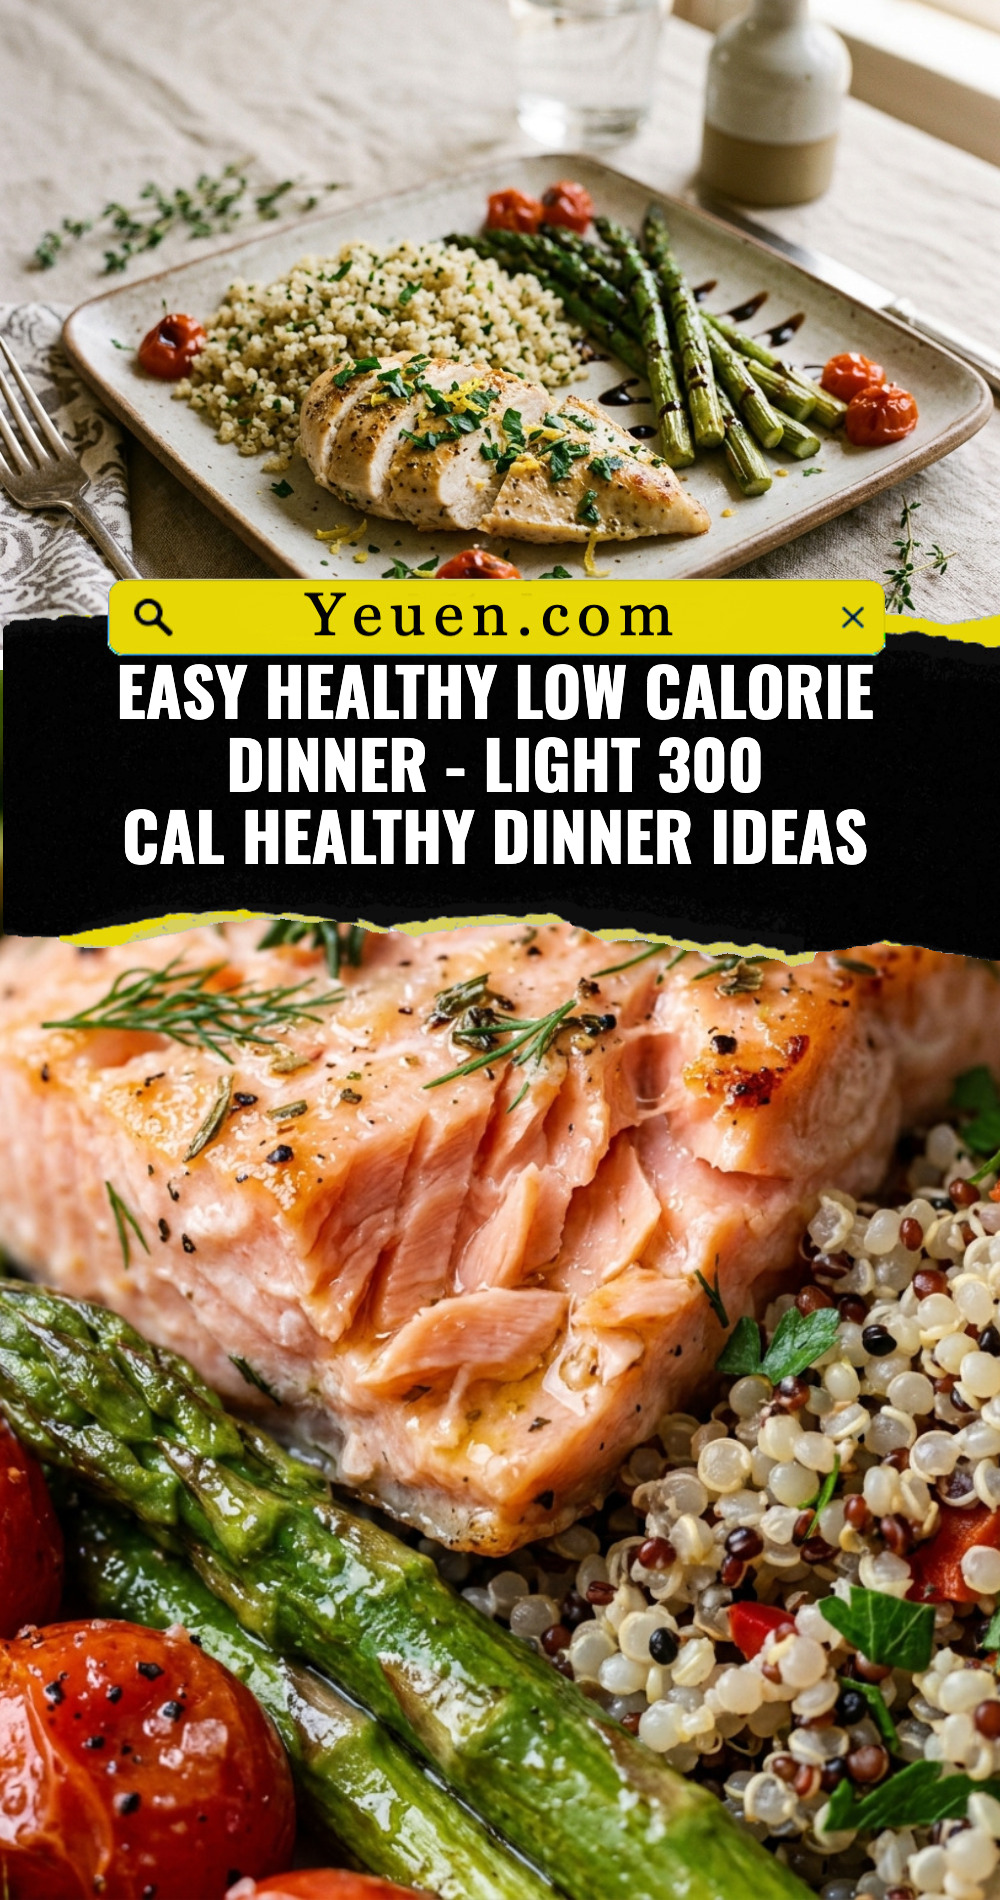 Yeuen.com
EASY HEALTHY LOW CALORIE
DINNER - LIGHT 300
CAL HEALTHY DINNER IDEAS